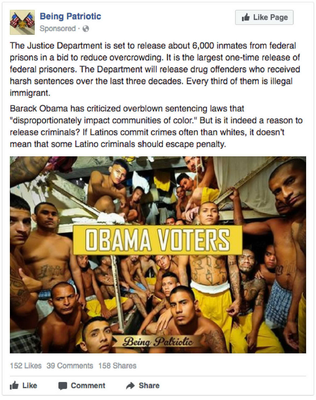 Being Patriotic
Sponsored ·
Like Page
The Justice Department is set to release about 6,000 inmates from federal
prisons in a bid to reduce overcrowding. It is the largest one-time release of
federal prisoners. The Department will release drug offenders who received
harsh sentences over the last three decades. Every third of them is illegal
immigrant.
Barack Obama has criticized overblown sentencing laws that
"disproportionately impact communities of color." But is it indeed a reason to
release criminals? If Latinos commit crimes often than whites, it doesn't
mean that some Latino criminals should escape penalty.
OBAMA VOTERS
Being Patriotic
152 Likes 39 Comments 158 Shares
Like Comment Share